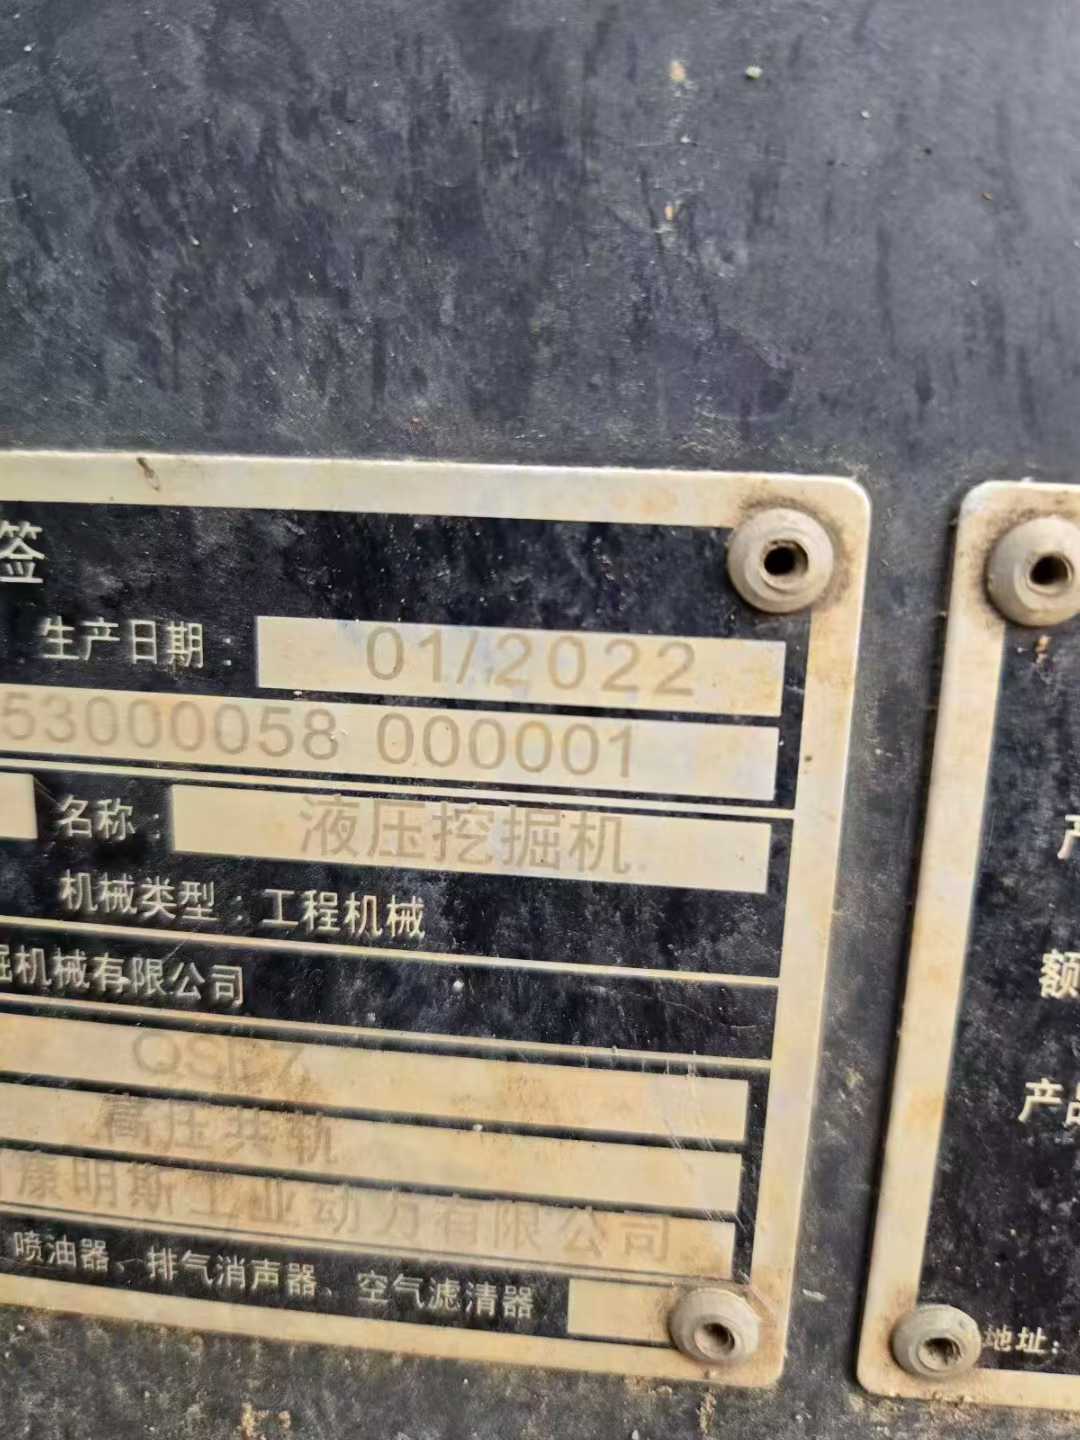 签
生产日期: 01/2022
53000058 000001
名称: 液压挖掘机
机械类型: 工程机械
掘机械有限公司
高压共轨
康明斯工业动力有限公司
喷油器、排气消声器、空气滤清器
产
额
产品
地址: